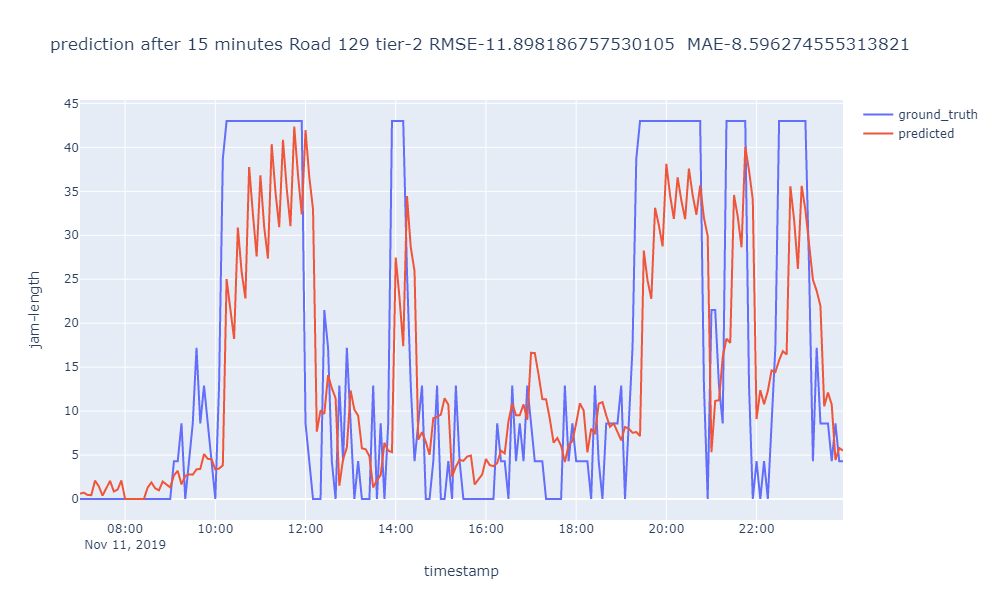 prediction after 15 minutes Road 129 tier-2 RMSE-11.898186757530105  MAE-8.596274555313821
ground_truth
predicted
45
40
35
30
25
20
15
10
5
0
jam-length
08:00 10:00 12:00 14:00 16:00 18:00 20:00 22:00
Nov 11, 2019
timestamp